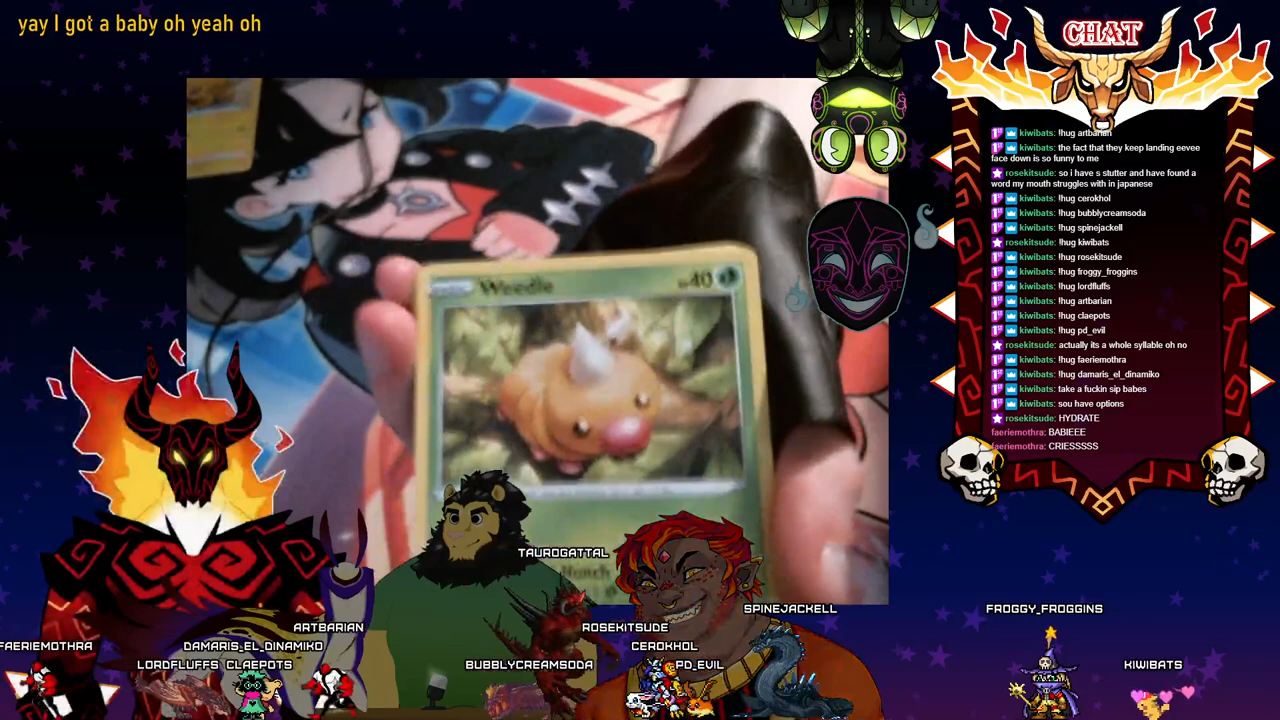 yay I got a baby oh yeah oh
CHAT
kiwibats: !hug artbarian
kiwibats: the fact that they keep landing eevee
face down is so funny to me
rosekitsude: so i have s stutter and have found a
word my mouth struggles with in japanese
kiwibats: !hug cerokhol
kiwibats: !hug bubblycreamsoda
kiwibats: !hug spinejackell
rosekitsude: !hug kiwibats
kiwibats: !hug rosekitsude
kiwibats: !hug froggy_froggins
kiwibats: !hug lordfluffs
kiwibats: !hug artbarian
kiwibats: !hug claepots
kiwibats: !hug pd_evil
rosekitsude: actually its a whole syllable oh no
kiwibats: !hug faeriemothra
kiwibats: !hug damaris_el_dinamiko
kiwibats: take a fuckin sip babes
kiwibats: sou have options
rosekitsude: HYDRATE
faeriemothra: BABIEEE
faeriemothra: CRIESSSSS
Weedle 40
TAUROGATTAL
SPINEJACKELL
FROGGY_FROGGINS
ARTBARIAN
ROSEKITSUDE
FAERIEMOTHRA
DAMARIS_EL_DINAMIKO
CEROKHOL
LORDFLUFFS
CLAEPOTS
BUBBLYCREAMSODA
PD_EVIL
KIWIBATS